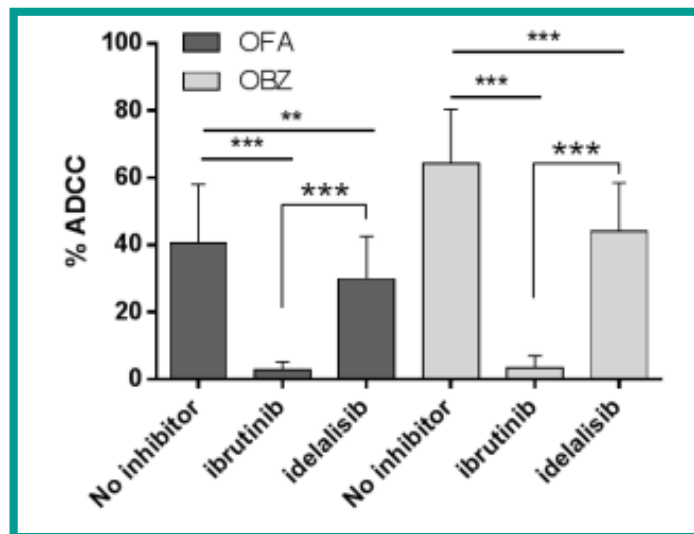 100
80
60
40
20
0
% ADCC
OFA
OBZ
***
**
***
***
***
***
No inhibitor
ibrutinib
idelalisib
No inhibitor
ibrutinib
idelalisib